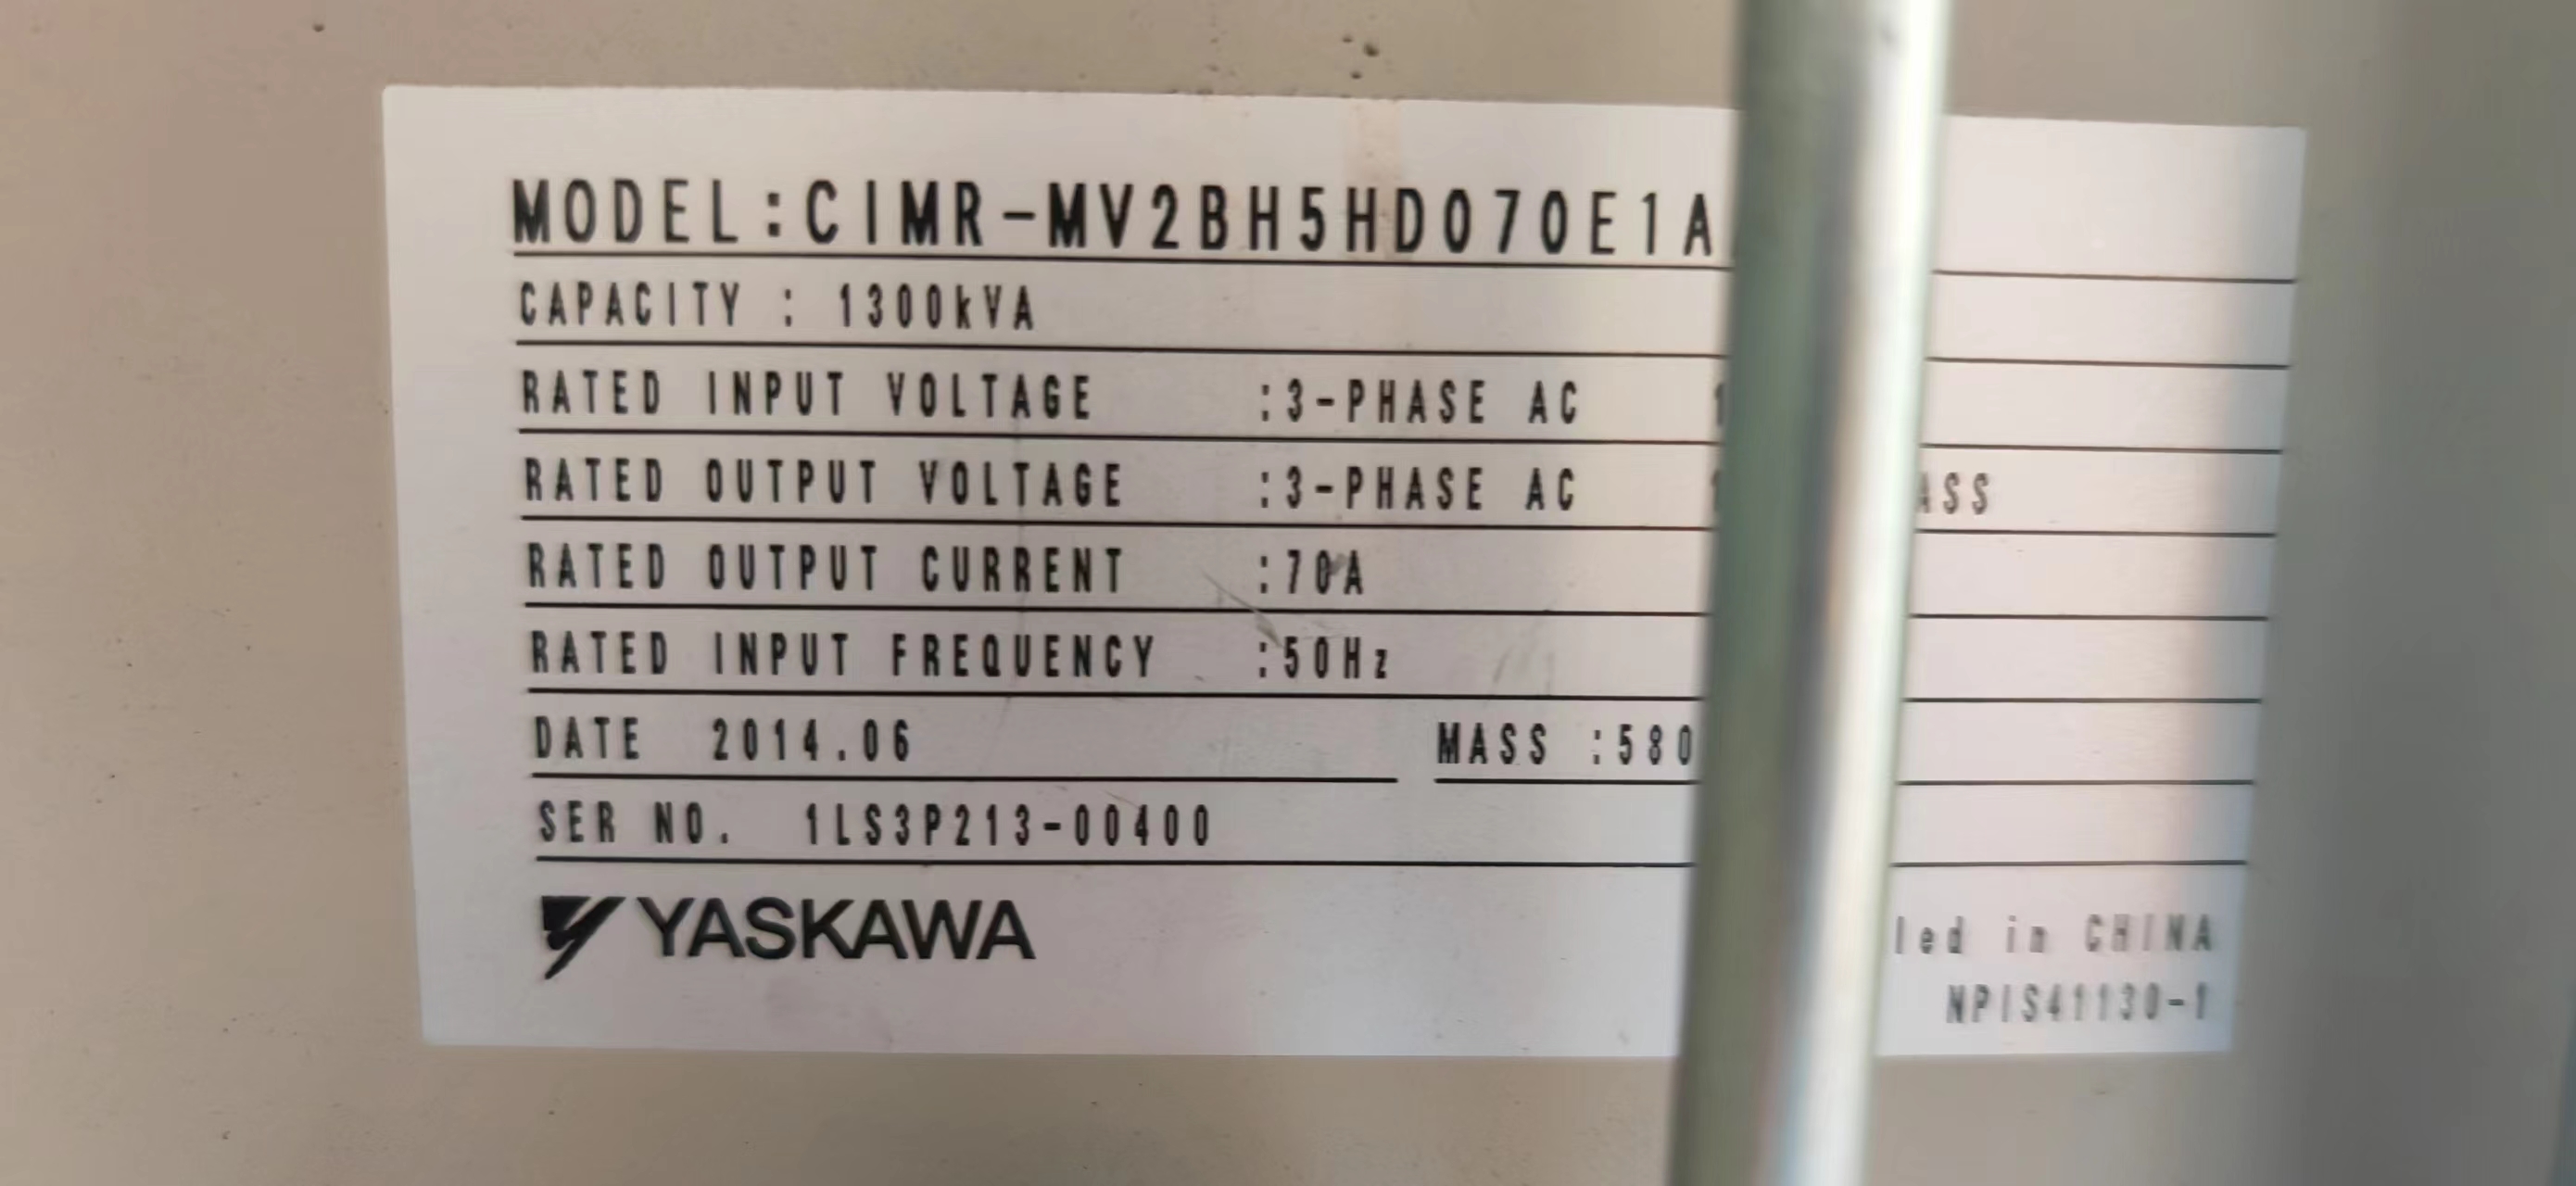 MODEL:CIMR-MV2BH5HD070E1A
CAPACITY : 1300kVA
RATED INPUT VOLTAGE :3-PHASE AC
RATED OUTPUT VOLTAGE :3-PHASE AC
RATED OUTPUT CURRENT :70A
RATED INPUT FREQUENCY :50Hz
DATE 2014.06 MASS :580
SER NO. 1LS3P213-00400
YASKAWA
in CHINA
NPIS41130-1